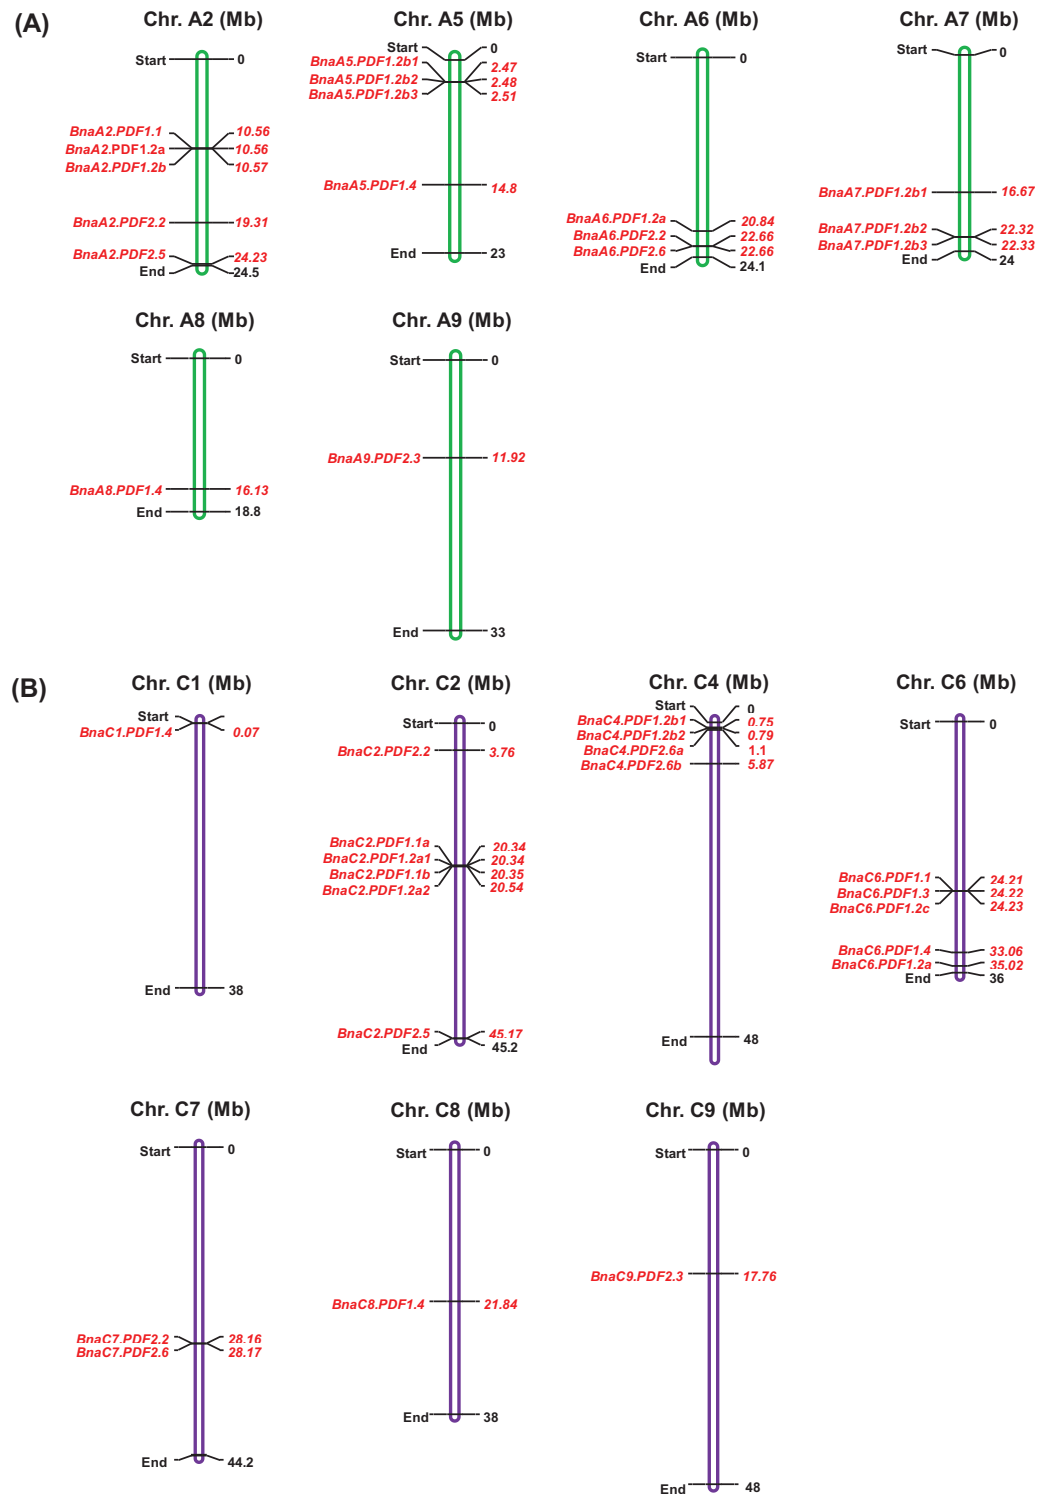 (A)
Chr. A2 (Mb)
Start 0
BnaA2.PDF1.1 10.56
BnaA2.PDF1.2a 10.56
BnaA2.PDF1.2b 10.57
BnaA2.PDF2.2 19.31
BnaA2.PDF2.5 24.23
End 24.5
Chr. A5 (Mb)
Start 0
BnaA5.PDF1.2b1 2.47
BnaA5.PDF1.2b2 2.48
BnaA5.PDF1.2b3 2.51
BnaA5.PDF1.4 14.8
End 23
Chr. A6 (Mb)
Start 0
BnaA6.PDF1.2a 20.84
BnaA6.PDF2.2 22.66
BnaA6.PDF2.6 22.66
End 24.1
Chr. A7 (Mb)
Start 0
BnaA7.PDF1.2b1 16.67
BnaA7.PDF1.2b2 22.32
BnaA7.PDF1.2b3 22.33
End 24
Chr. A8 (Mb)
Start 0
BnaA8.PDF1.4 16.13
End 18.8
Chr. A9 (Mb)
Start 0
BnaA9.PDF2.3 11.92
End 33
(B)
Chr. C1 (Mb)
Start
BnaC1.PDF1.4 0.07
End 38
Chr. C2 (Mb)
Start 0
BnaC2.PDF2.2 3.76
BnaC2.PDF1.1a 20.34
BnaC2.PDF1.2a1 20.34
BnaC2.PDF1.1b 20.35
BnaC2.PDF1.2a2 20.54
BnaC2.PDF2.5 45.17
End 45.2
Chr. C4 (Mb)
Start 0
BnaC4.PDF1.2b1 0.75
BnaC4.PDF1.2b2 0.79
BnaC4.PDF2.6a 1.1
BnaC4.PDF2.6b 5.87
End 48
Chr. C6 (Mb)
Start 0
BnaC6.PDF1.1 24.21
BnaC6.PDF1.3 24.22
BnaC6.PDF1.2c 24.23
BnaC6.PDF1.4 33.06
BnaC6.PDF1.2a 35.02
End 36
Chr. C7 (Mb)
Start 0
BnaC7.PDF2.2 28.16
BnaC7.PDF2.6 28.17
End 44.2
Chr. C8 (Mb)
Start 0
BnaC8.PDF1.4 21.84
End 38
Chr. C9 (Mb)
Start 0
BnaC9.PDF2.3 17.76
End 48